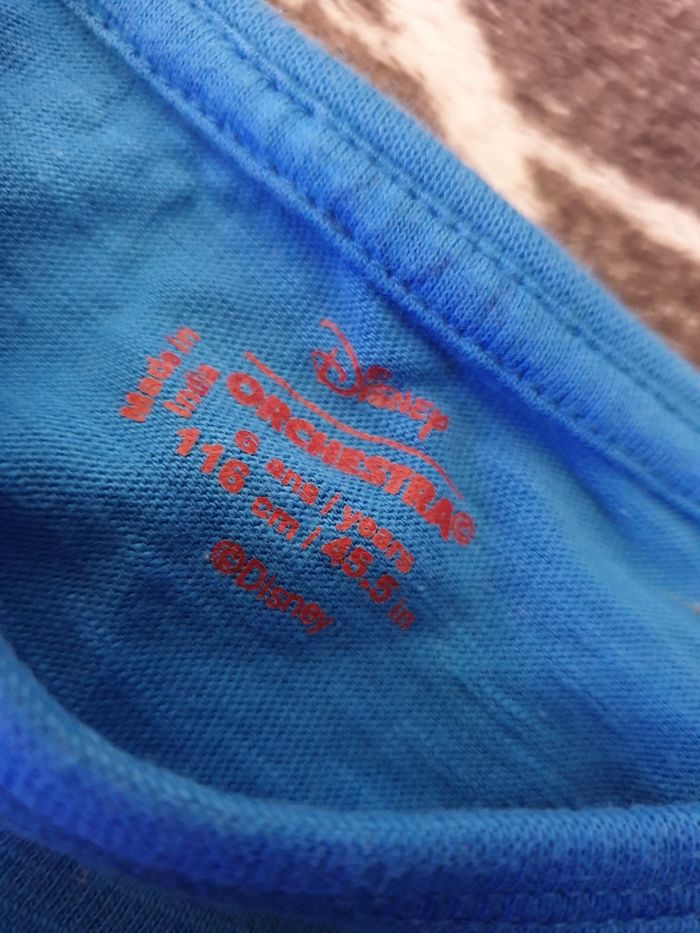 Disney
ORCHESTRA®
6 ans / years
116 cm / 45.5 in
©Disney
Made in
India